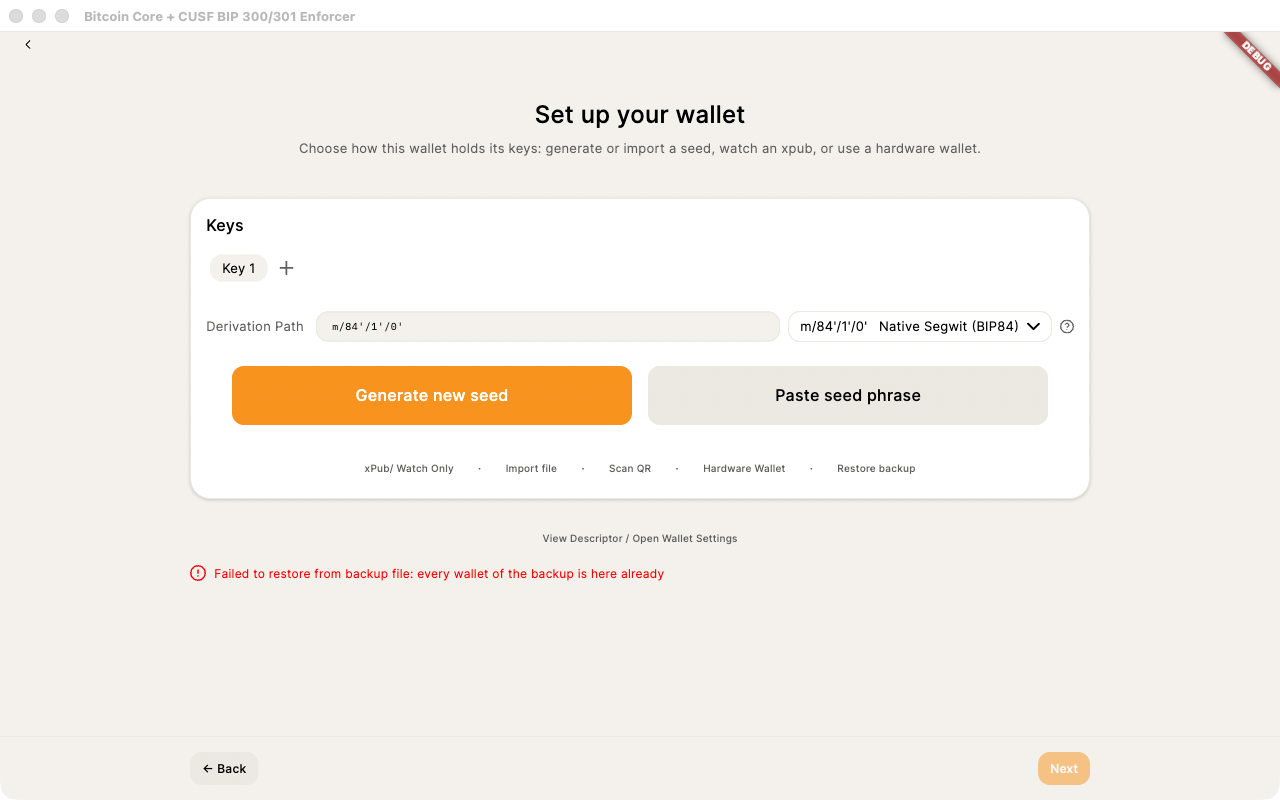 Bitcoin Core + CUSF BIP 300/301 Enforcer
DEBUG
Set up your wallet
Choose how this wallet holds its keys: generate or import a seed, watch an xpub, or use a hardware wallet.
Keys
Key 1
Derivation Path m/84'/1'/0' m/84'/1'/0' Native Segwit (BIP84)
Generate new seed Paste seed phrase
xPub/ Watch Only · Import file · Scan QR · Hardware Wallet · Restore backup
View Descriptor / Open Wallet Settings
Failed to restore from backup file: every wallet of the backup is here already
← Back Next